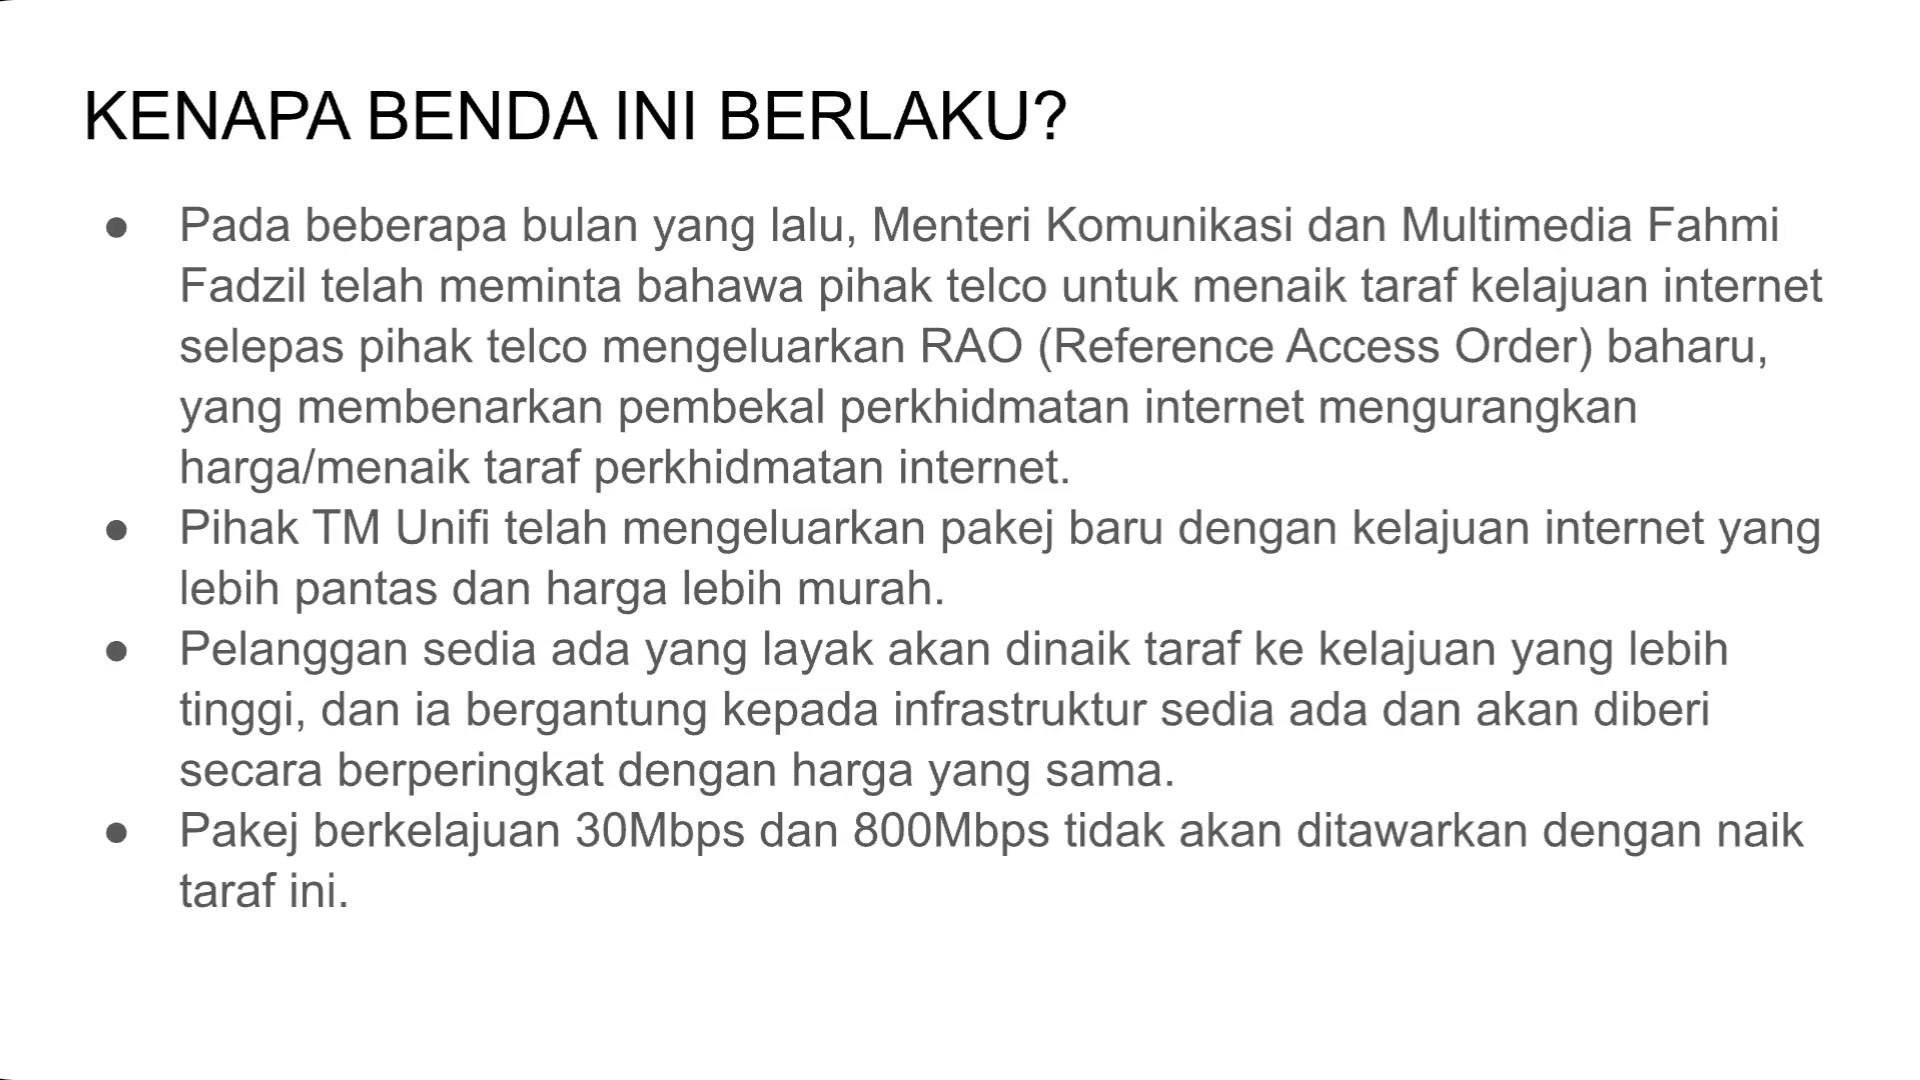 KENAPA BENDA INI BERLAKU?
● Pada beberapa bulan yang lalu, Menteri Komunikasi dan Multimedia Fahmi
Fadzil telah meminta bahawa pihak telco untuk menaik taraf kelajuan internet
selepas pihak telco mengeluarkan RAO (Reference Access Order) baharu,
yang membenarkan pembekal perkhidmatan internet mengurangkan
harga/menaik taraf perkhidmatan internet.
● Pihak TM Unifi telah mengeluarkan pakej baru dengan kelajuan internet yang
lebih pantas dan harga lebih murah.
● Pelanggan sedia ada yang layak akan dinaik taraf ke kelajuan yang lebih
tinggi, dan ia bergantung kepada infrastruktur sedia ada dan akan diberi
secara berperingkat dengan harga yang sama.
● Pakej berkelajuan 30Mbps dan 800Mbps tidak akan ditawarkan dengan naik
taraf ini.